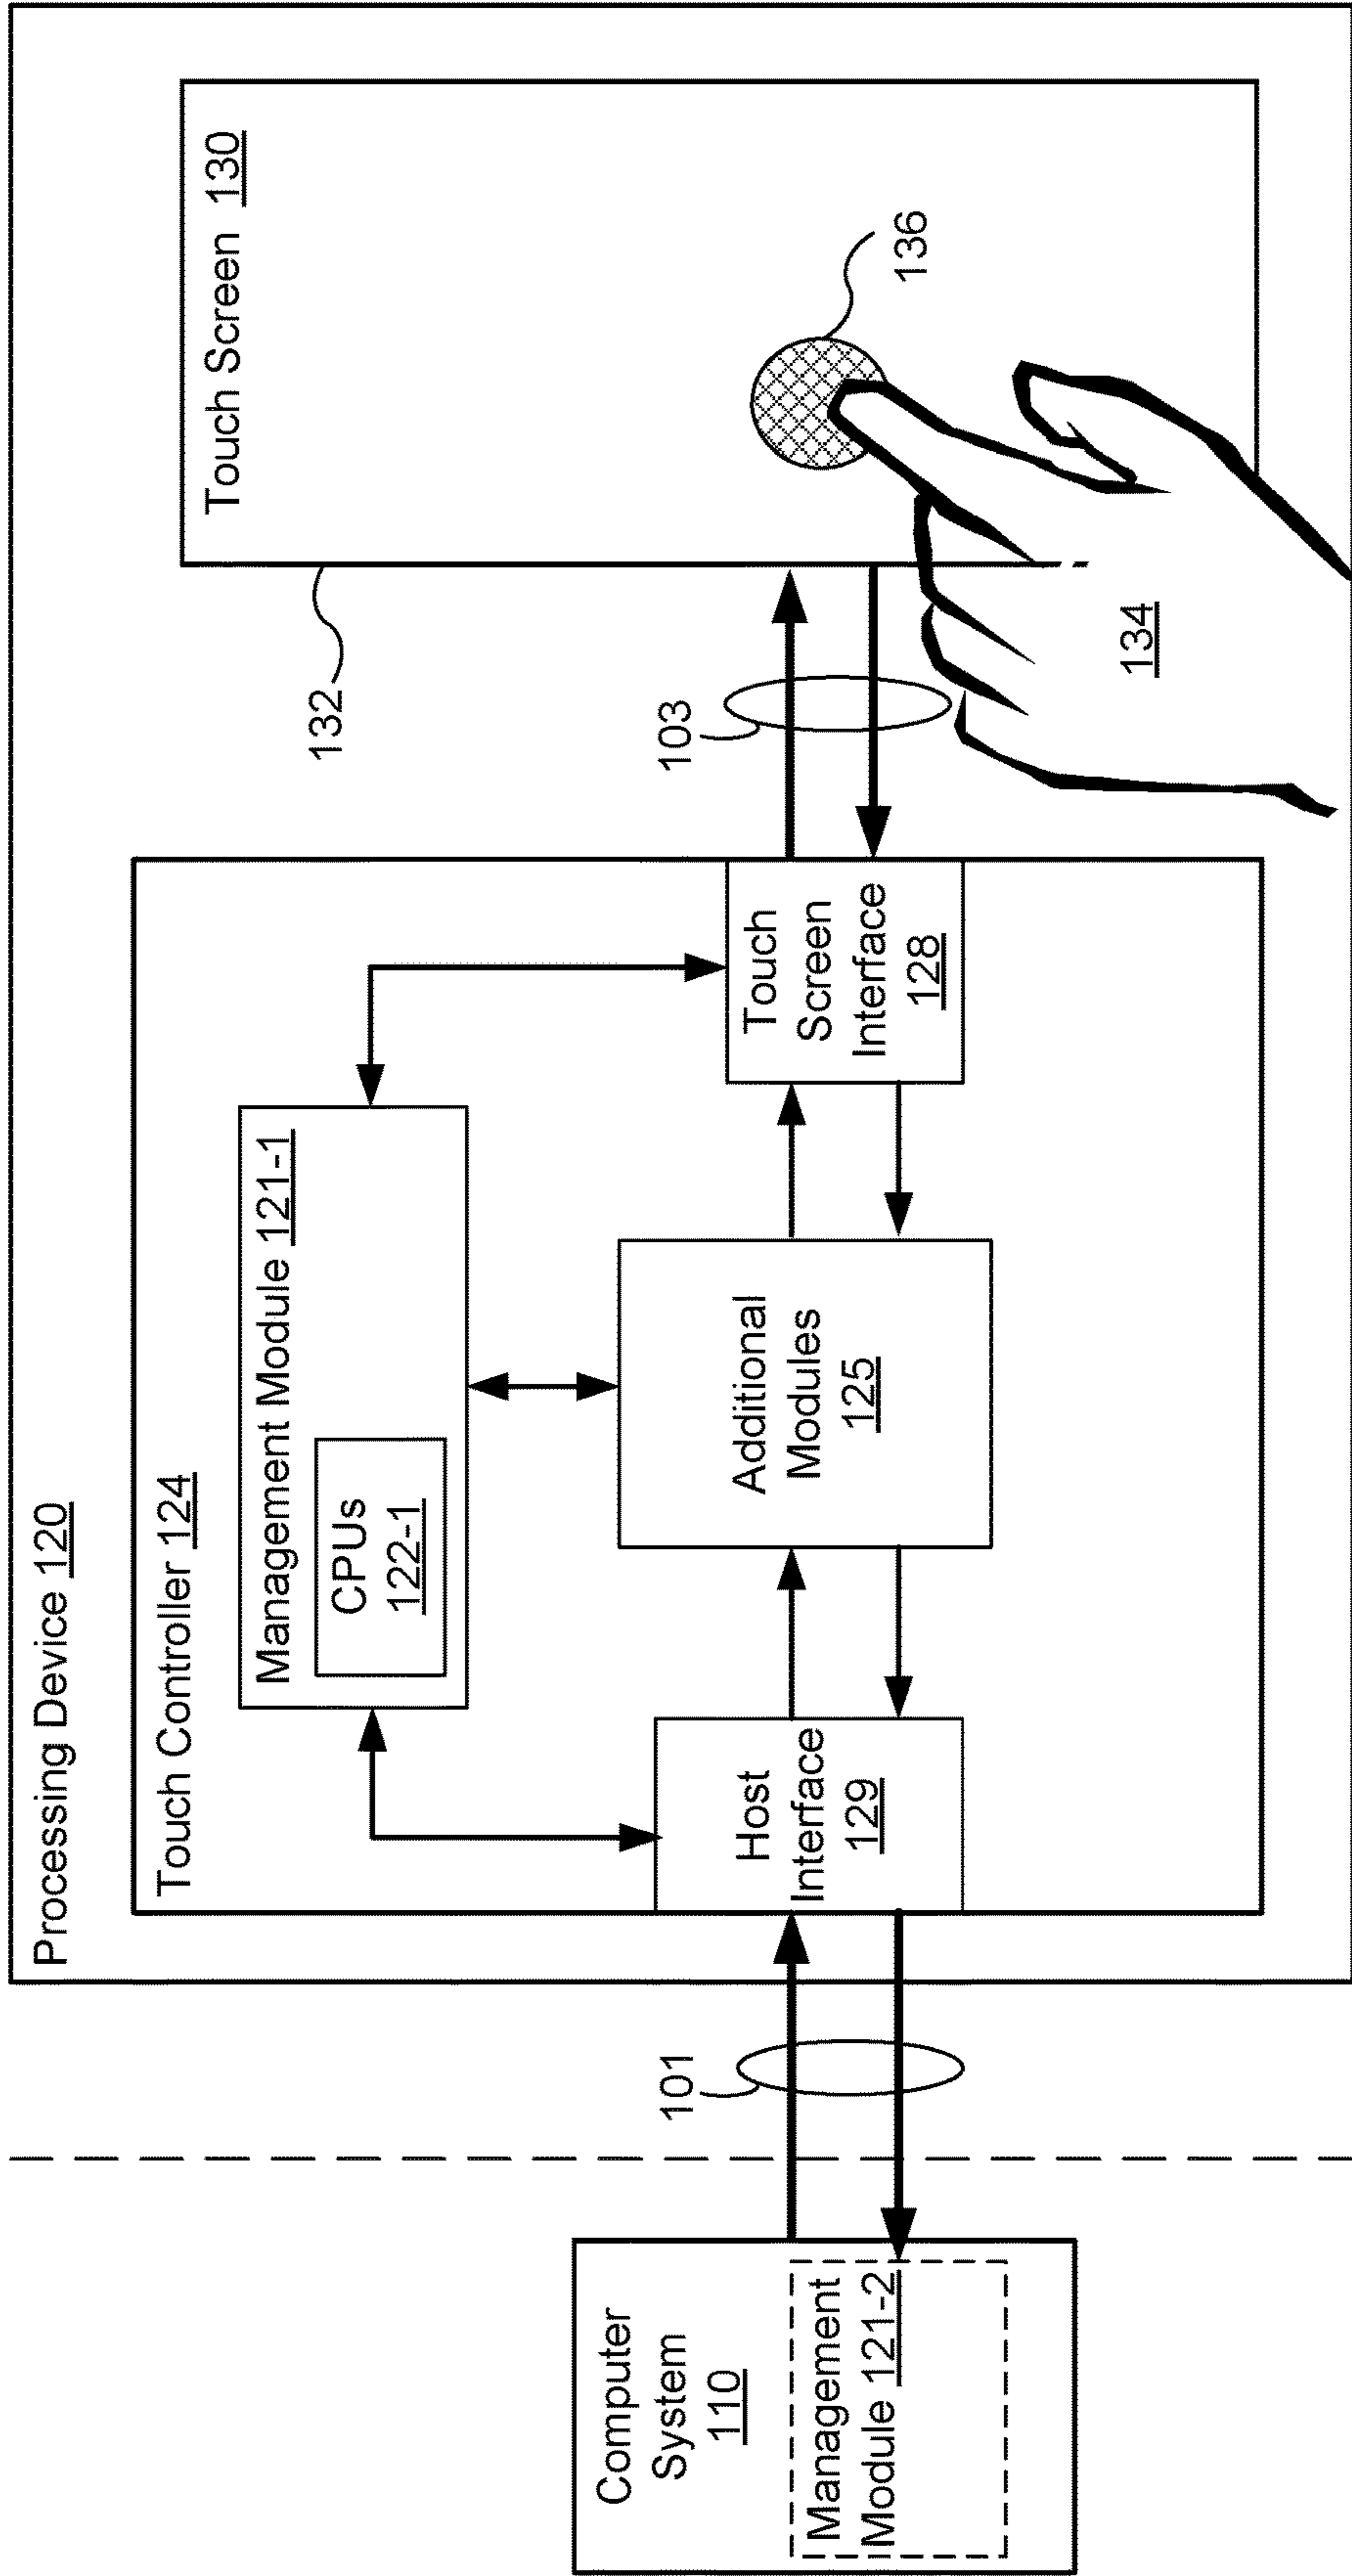 Processing Device 120
Touch Controller 124
Management Module 121-1
CPUs
122-1
Touch Screen 130
132
136
Computer
System
110
Management
Module 121-2
101
Host
Interface
129
Additional
Modules
125
Touch
Screen
Interface
128
103
134